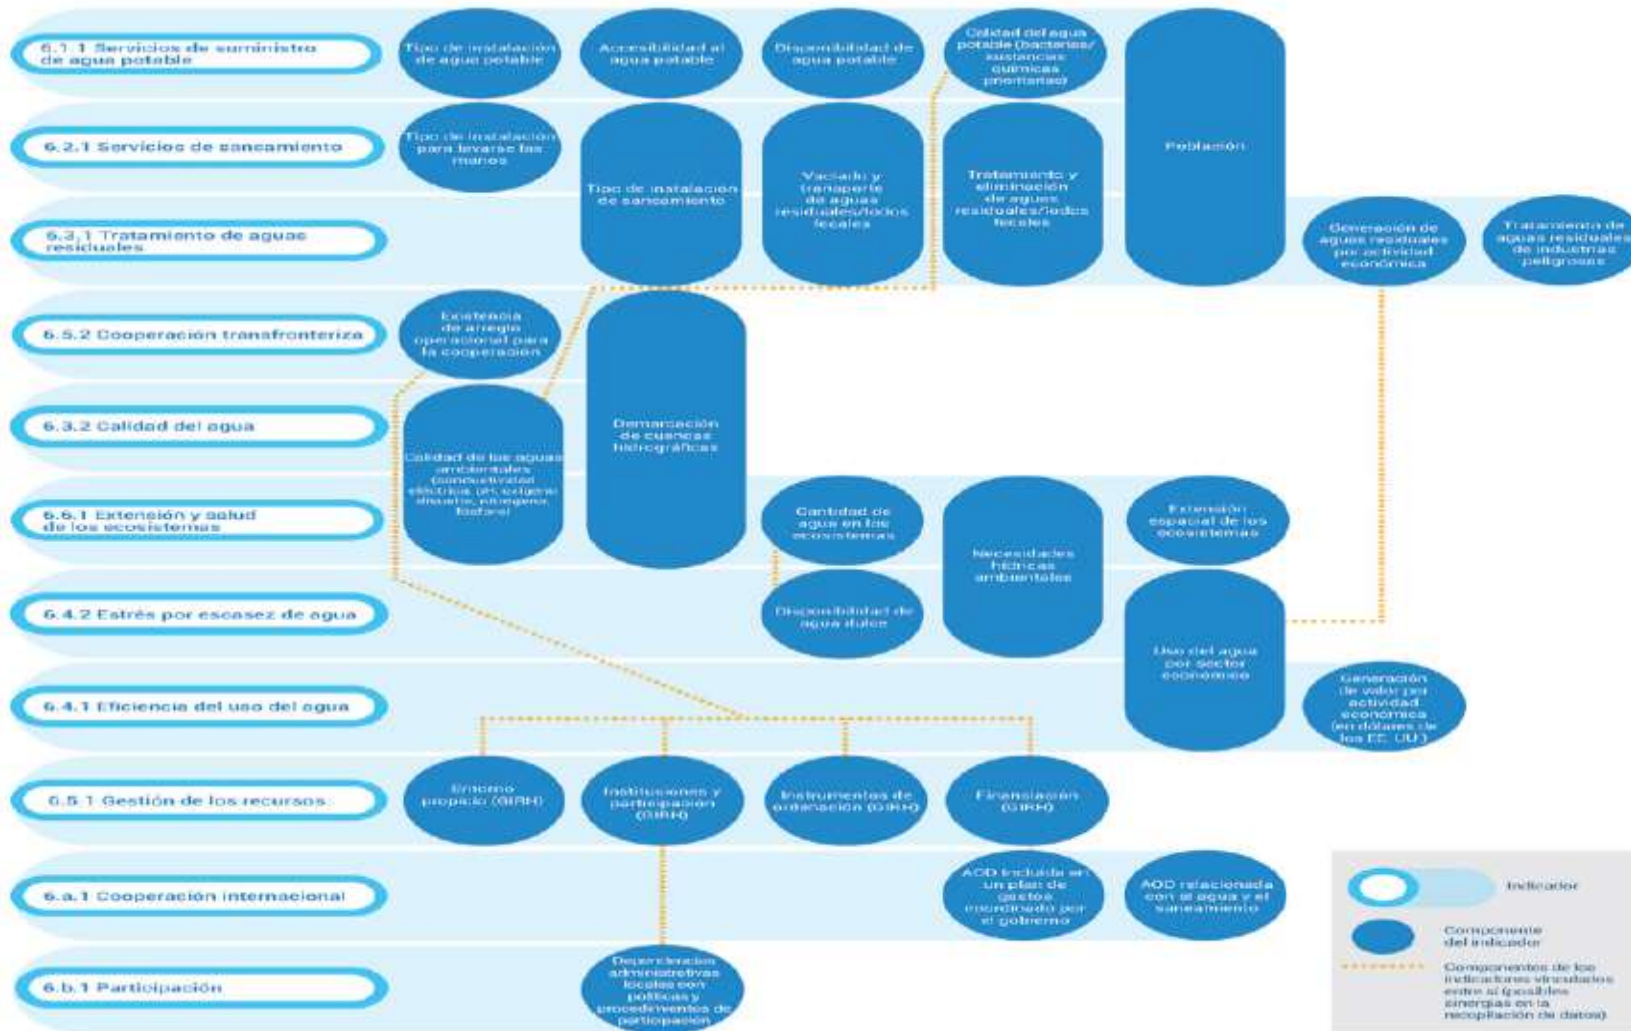 6.1.1 Servicios de suministro
de agua potable
Tipo de instalación
de agua potable
Accesibilidad al
agua potable
Disponibilidad de
agua potable
Calidad del agua
potable (bacterias/
sustancias
químicas
prioritarias)
6.2.1 Servicios de saneamiento
Tipo de instalación
para lavarse las
manos
Tipo de instalación
de saneamiento
Vaciado y
transporte
de aguas
residuales/lodos
fecales
Tratamiento y
eliminación
de aguas
residuales/lodos
fecales
Población
6.3.1 Tratamiento de aguas
residuales
Generación de
aguas residuales
por actividad
económica
Tratamiento de
aguas residuales
de industrias
peligrosas
6.5.2 Cooperación transfronteriza
Existencia
de arreglo
operacional para
la cooperación
6.3.2 Calidad del agua
Calidad de las aguas
ambientales
(conductividad
eléctrica, pH, oxígeno
disuelto, nitrógeno,
fósforo)
Demarcación
de cuencas
hidrográficas
6.6.1 Extensión y salud
de los ecosistemas
Cantidad de
agua en los
ecosistemas
Necesidades
hídricas
ambientales
Extensión
espacial de los
ecosistemas
6.4.2 Estrés por escasez de agua
Disponibilidad de
agua dulce
Uso del agua
por sector
económico
6.4.1 Eficiencia del uso del agua
Generación
de valor por
actividad
económica
(en dólares de
los EE. UU.)
6.5.1 Gestión de los recursos
Entorno
propicio (GIRH)
Instituciones y
participación
(GIRH)
Instrumentos de
ordenación (GIRH)
Financiación
(GIRH)
6.a.1 Cooperación internacional
AOD incluida en
un plan de
gastos
coordinado por
el gobierno
AOD relacionada
con el agua y el
saneamiento
6.b.1 Participación
Dependencias
administrativas
locales con
políticas y
procedimientos de
participación
Indicador
Componente
del indicador
Componentes de los
indicadores vinculados
entre sí (posibles
sinergias en la
recopilación de datos)